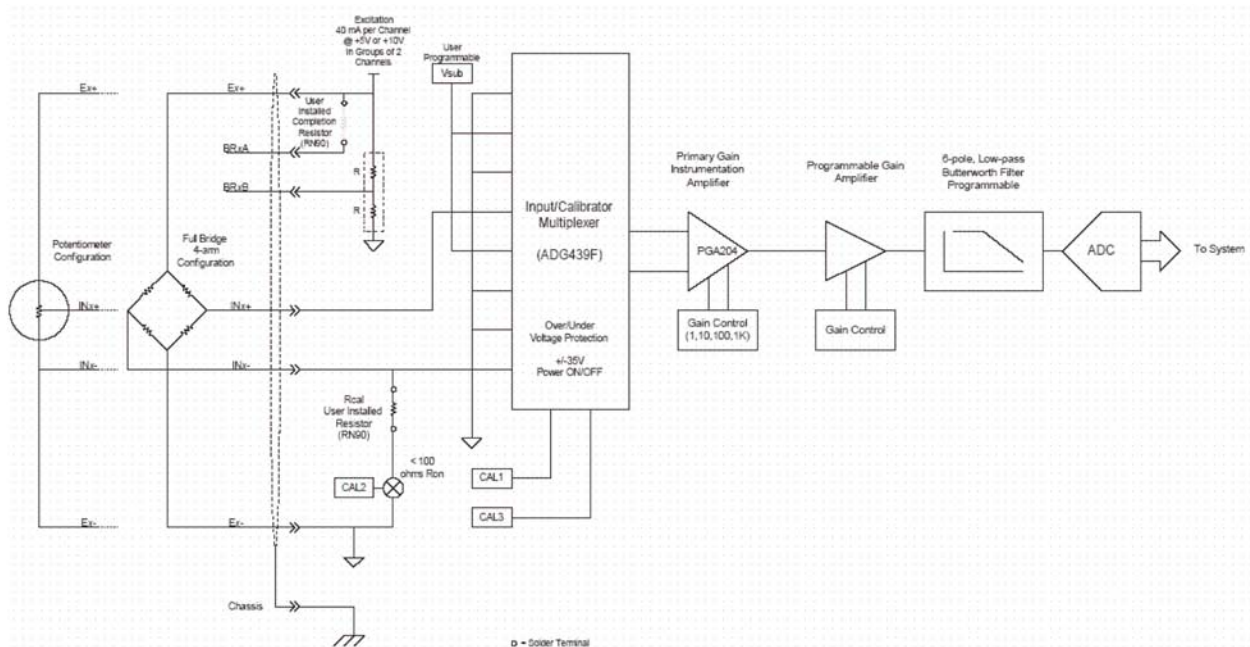 Excitation
40 mA per Channel
@ +5V or +10V
In Groups of 2
Channels
User
Programmable
Vsub
Ex+
Ex+
User
Installed
Completion
Resistor
(RN90)
BRxA
BRxB
R
R
Potentiometer
Configuration
Full Bridge
4-arm
Configuration
INx+
INx+
INx-
INx-
Input/Calibrator
Multiplexer
(ADG439F)
Over/Under
Voltage Protection
+/-35V
Power ON/OFF
Primary Gain
Instrumentation
Amplifier
PGA204
Gain Control
(1,10,100,1K)
Programmable Gain
Amplifier
Gain Control
6-pole, Low-pass
Butterworth Filter
Programmable
ADC
To System
Rcal
User Installed
Resistor
(RN90)
< 100
ohms Ron
CAL2
CAL1
CAL3
Ex-
Ex-
Chassis
D = Solder Terminal